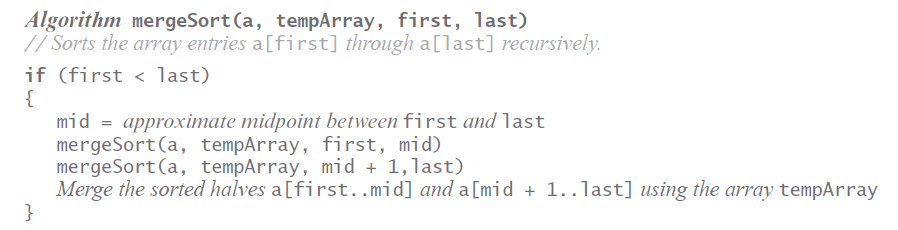 Algorithm mergeSort(a, tempArray, first, last)
// Sorts the array entries a[first] through a[last] recursively.
if (first < last)
{
mid = approximate midpoint between first and last
mergeSort(a, tempArray, first, mid)
mergeSort(a, tempArray, mid + 1,last)
Merge the sorted halves a[first..mid] and a[mid + 1..last] using the array tempArray
}